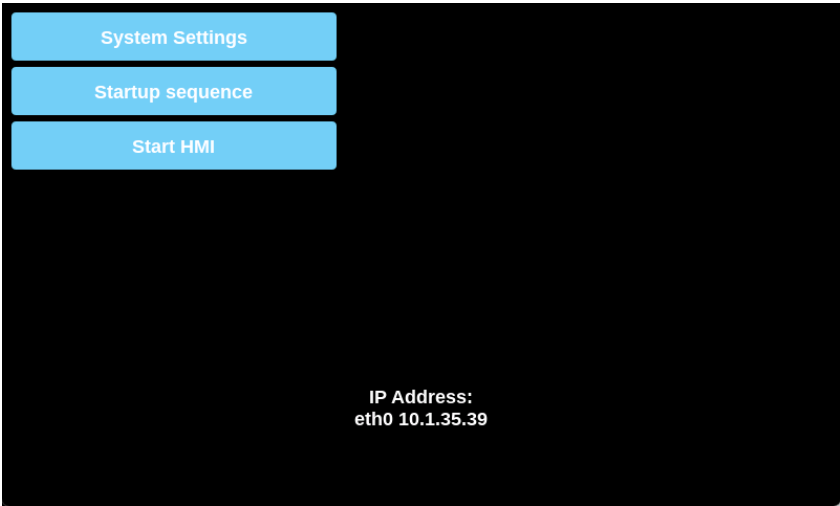 System Settings
Startup sequence
Start HMI
IP Address:
eth0 10.1.35.39